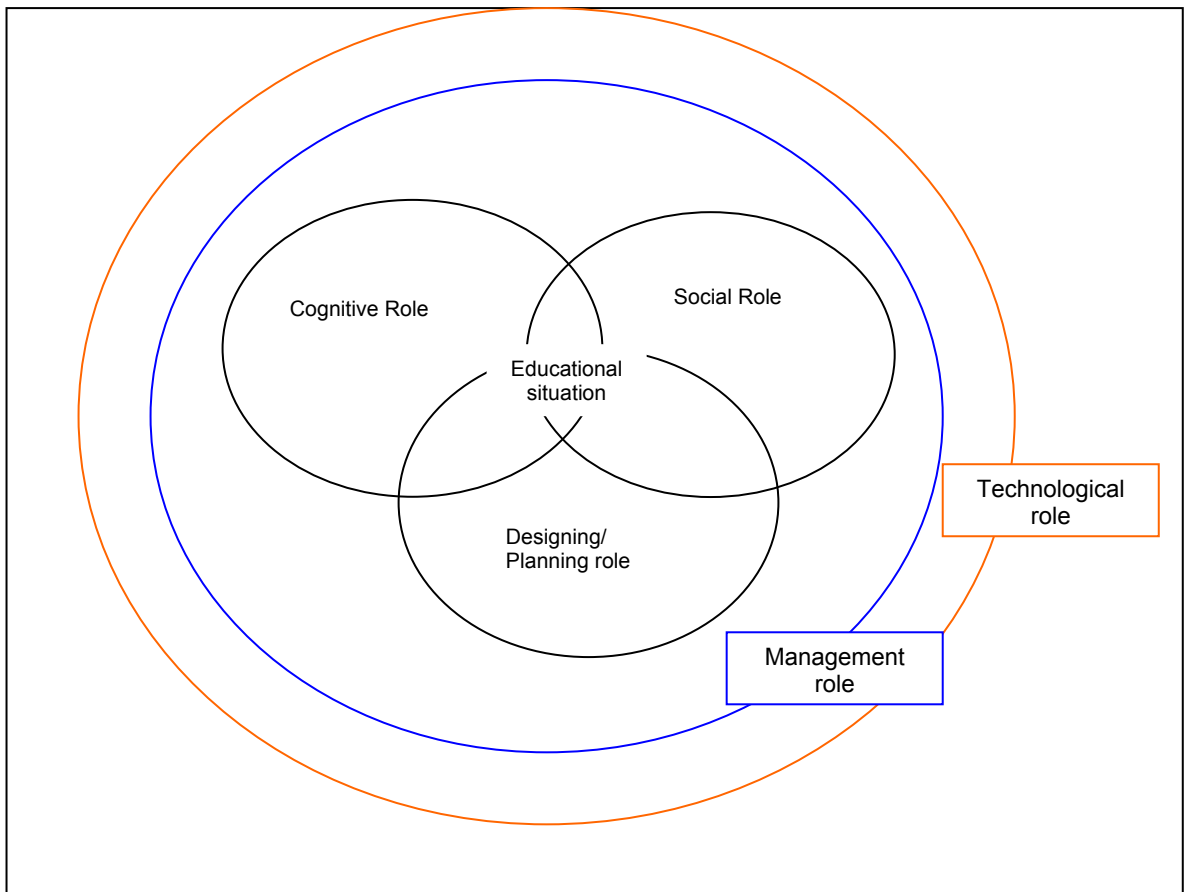 Cognitive Role
Social Role
Educational
situation
Designing/
Planning role
Technological
role
Management
role